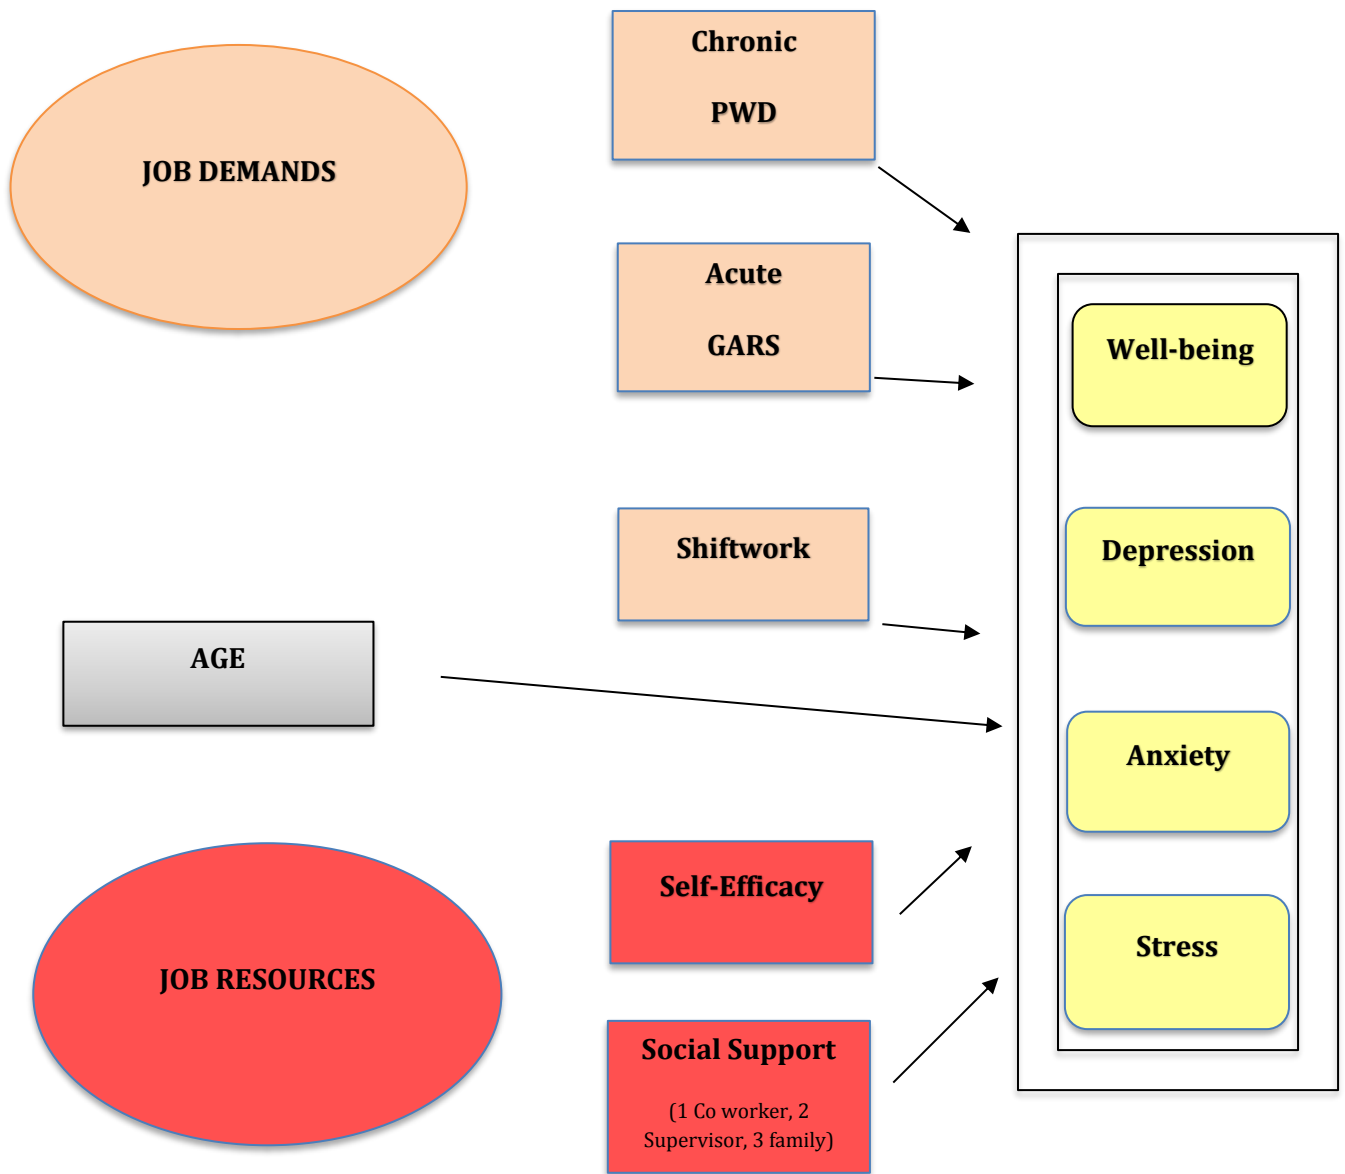 Chronic
PWD
JOB DEMANDS
Acute
GARS
Well-being
Shiftwork
Depression
AGE
Anxiety
Self-Efficacy
JOB RESOURCES
Stress
Social Support
(1 Co worker, 2
Supervisor, 3 family)